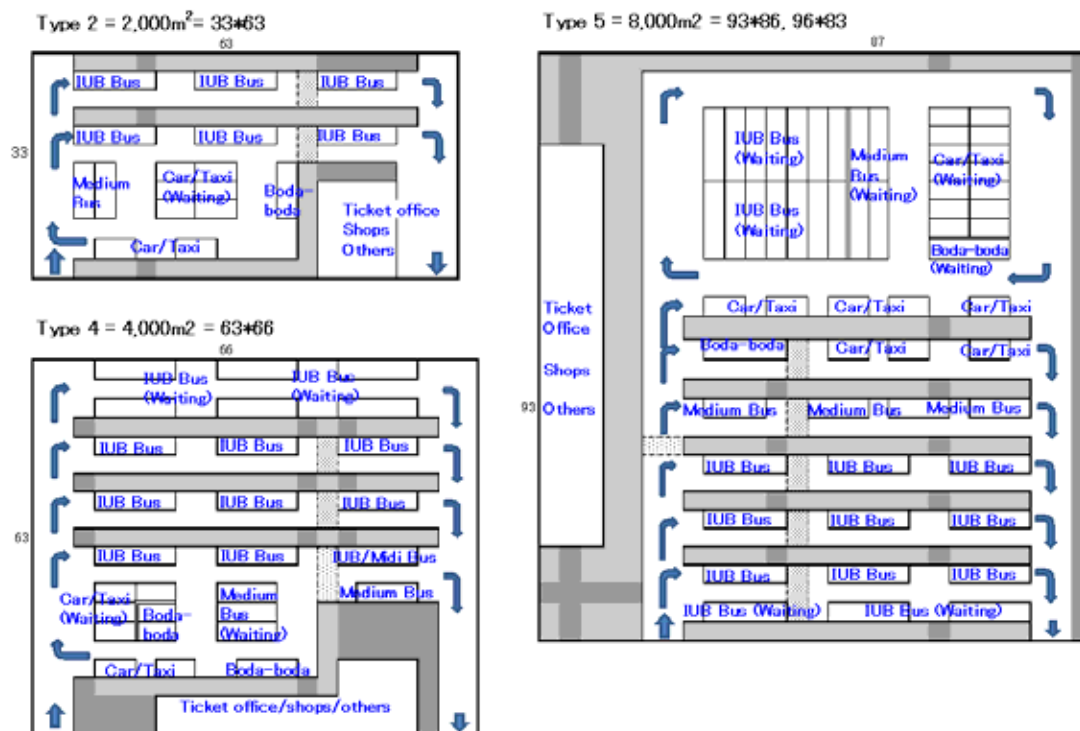 Type 2 = 2,000m²= 33*63
63
IUB Bus IUB Bus IUB Bus
IUB Bus IUB Bus IUB Bus
33
Medium
Bus
Car/Taxi
(Waiting)
Boda-
boda
Ticket office
Shops
Others
Car/Taxi
Type 4 = 4,000m2 = 63*66
66
IUB Bus
(Waiting)
IUB Bus
(Waiting)
IUB Bus IUB Bus IUB Bus
IUB Bus IUB Bus IUB Bus
63
IUB Bus IUB Bus IUB/Midi Bus
Car/Taxi
(Waiting)
Boda-
boda
Medium
Bus
(Waiting)
Medium Bus
Car/Taxi Boda-boda
Ticket office/shops/others
Type 5 = 8,000m2 = 93*86, 96*83
87
IUB Bus
(Waiting)
Medium
Bus
(Waiting)
Car/Taxi
(Waiting)
IUB Bus
(Waiting)
Boda-boda
(Waiting)
Ticket
Office
Shops
Others
93
Car/Taxi Car/Taxi Car/Taxi
Boda-boda Car/Taxi Car/Taxi
Medium Bus Medium Bus Medium Bus
IUB Bus IUB Bus IUB Bus
IUB Bus IUB Bus IUB Bus
IUB Bus IUB Bus IUB Bus
IUB Bus (Waiting) IUB Bus (Waiting)